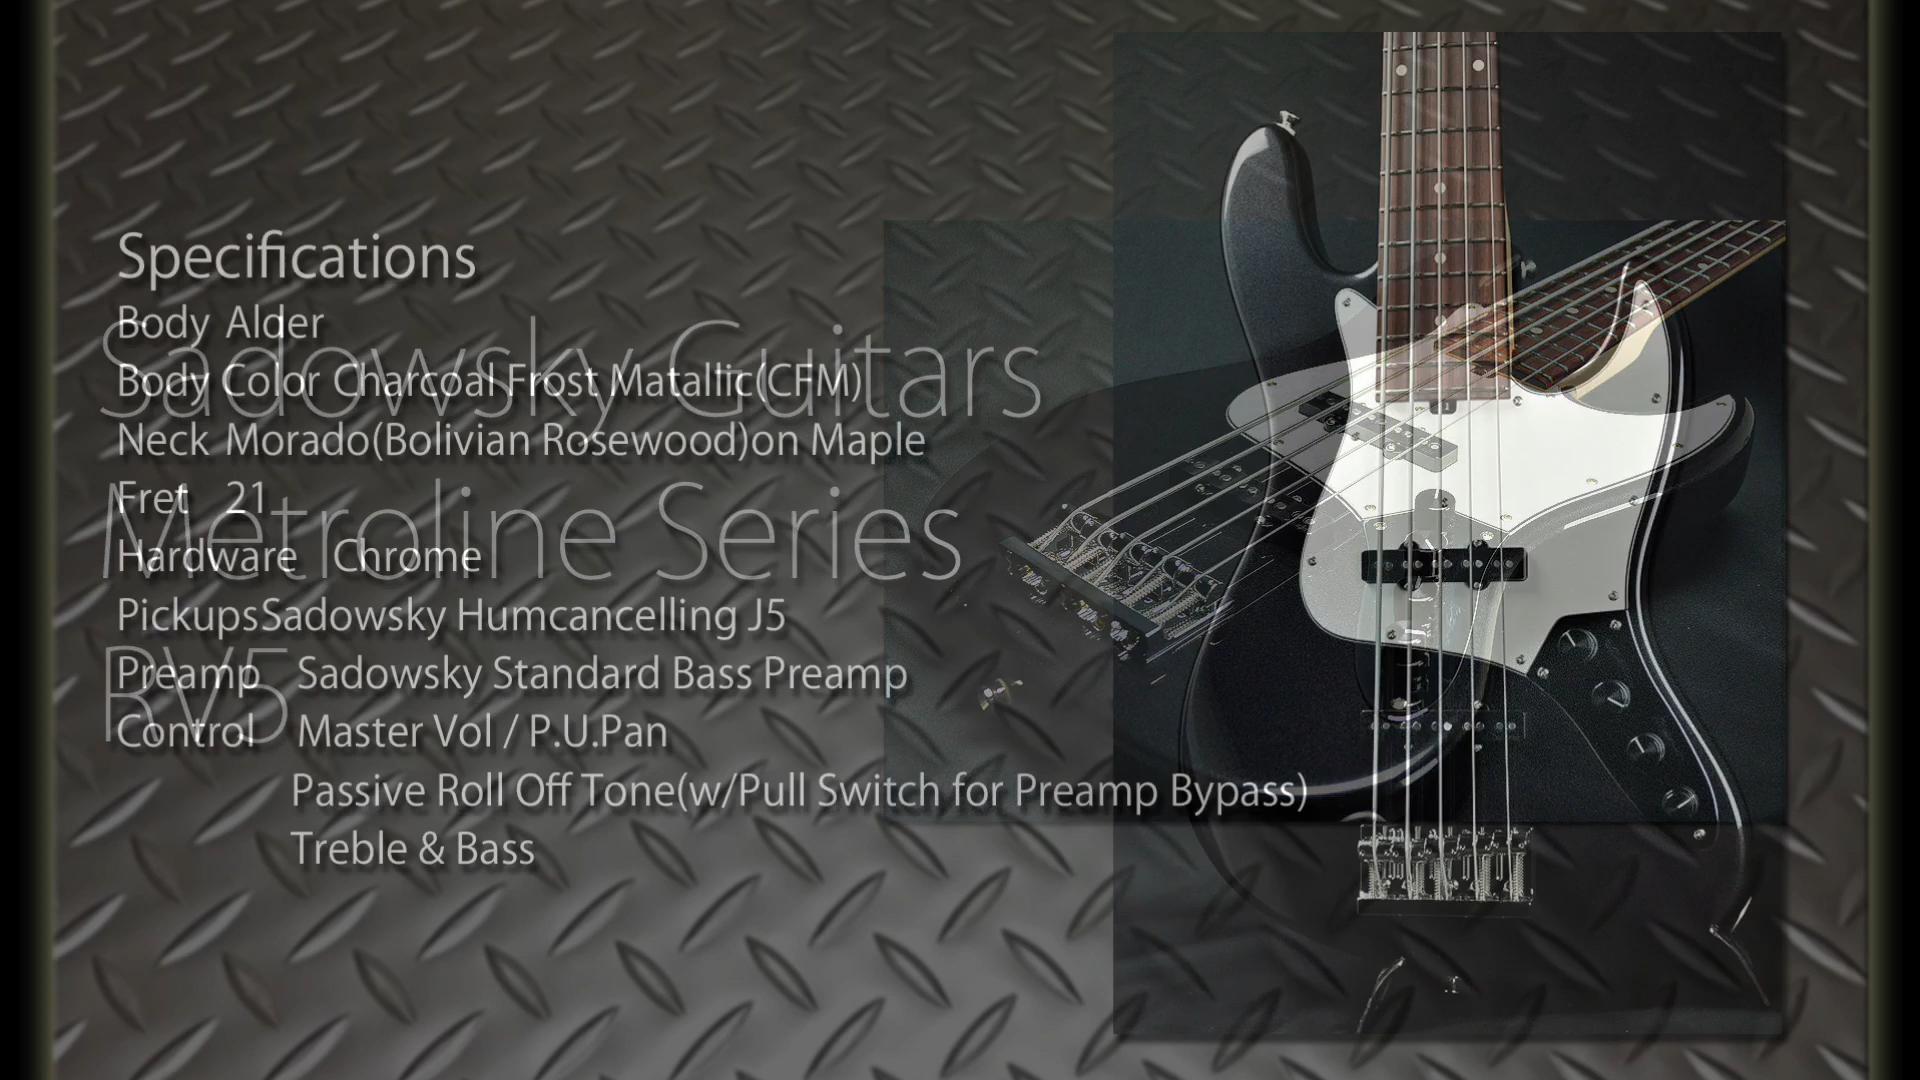 Specifications
Body Alder
Sadowsky Guitars
Body Color Charcoal Frost Matallic(CFM)
Neck Morado(Bolivian Rosewood)on Maple
Fret 21
Metroline Series
Hardware Chrome
PickupsSadowsky Humcancelling J5
Preamp Sadowsky Standard Bass Preamp
RV5
Control Master Vol / P.U.Pan
Passive Roll Off Tone(w/Pull Switch for Preamp Bypass)
Treble & Bass